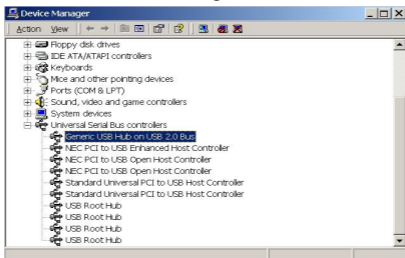 Device Manager
Action View
Floppy disk drives
IDE ATA/ATAPI controllers
Keyboards
Mice and other pointing devices
Ports (COM & LPT)
Sound, video and game controllers
System devices
Universal Serial Bus controllers
Generic USB Hub on USB 2.0 Bus
NEC PCI to USB Enhanced Host Controller
NEC PCI to USB Open Host Controller
NEC PCI to USB Open Host Controller
Standard Universal PCI to USB Host Controller
Standard Universal PCI to USB Host Controller
USB Root Hub
USB Root Hub
USB Root Hub
USB Root Hub